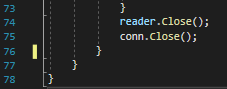 73 }
74 reader.Close();
75 conn.Close();
76 }
77 }
78 }